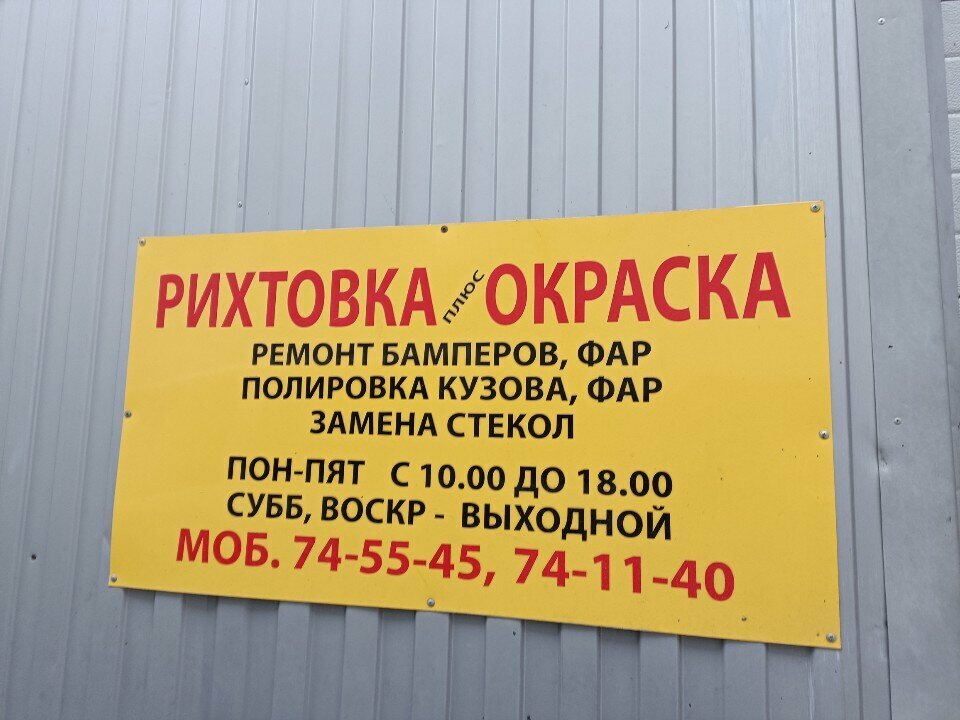 РИХТОВКА ПЛЮС ОКРАСКА
РЕМОНТ БАМПЕРОВ, ФАР
ПОЛИРОВКА КУЗОВА, ФАР
ЗАМЕНА СТЕКОЛ
ПОН-ПЯТ С 10.00 ДО 18.00
СУББ, ВОСКР - ВЫХОДНОЙ
МОБ. 74-55-45, 74-11-40